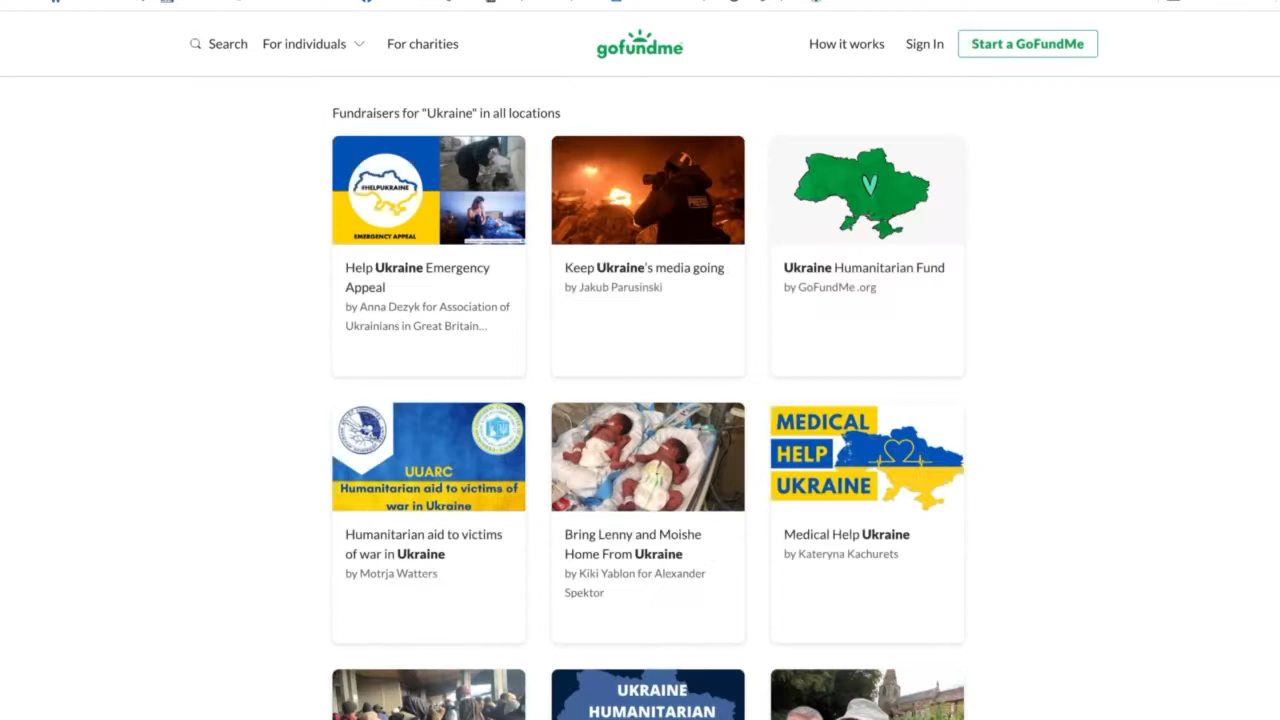 Search
For individuals
For charities
gofundme
How it works
Sign In
Start a GoFundMe
Fundraisers for "Ukraine" in all locations
#HELPUKRAINE
EMERGENCY APPEAL
Help Ukraine Emergency
Appeal
by Anna Dezyk for Association of
Ukrainians in Great Britain...
Keep Ukraine's media going
by Jakub Parusinski
Ukraine Humanitarian Fund
by GoFundMe .org
UUARC
Humanitarian aid to victims of
war in Ukraine
Humanitarian aid to victims
of war in Ukraine
by Motrja Watters
Bring Lenny and Moishe
Home From Ukraine
by Kiki Yablon for Alexander
Spektor
MEDICAL
HELP
UKRAINE
Medical Help Ukraine
by Kateryna Kachurets
UKRAINE
HUMANITARIAN